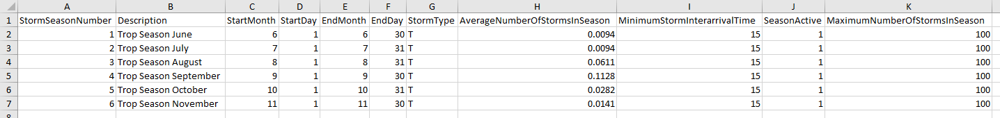 A B C D E F G H I J K
1 StormSeasonNumber Description StartMonth StartDay EndMonth EndDay StormType AverageNumberOfStormsInSeason MinimumStormInterarrivalTime SeasonActive MaximumNumberOfStormsInSeason
2 1 Trop Season June 6 1 6 30 T 0.0094 15 1 100
3 2 Trop Season July 7 1 7 31 T 0.0094 15 1 100
4 3 Trop Season August 8 1 8 31 T 0.0611 15 1 100
5 4 Trop Season September 9 1 9 30 T 0.1128 15 1 100
6 5 Trop Season October 10 1 10 31 T 0.0282 15 1 100
7 6 Trop Season November 11 1 11 30 T 0.0141 15 1 100